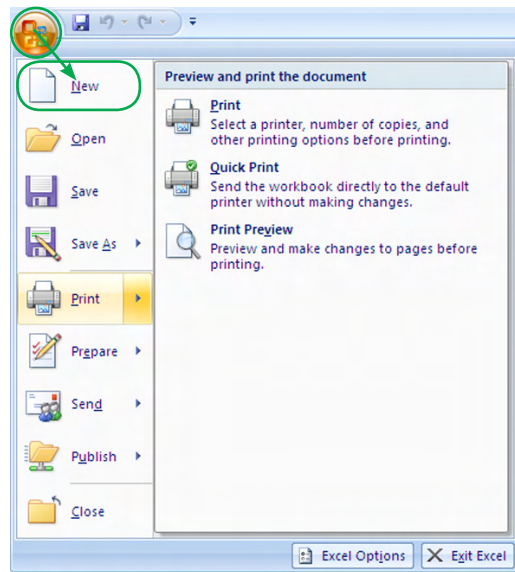 New
Open
Save
Save As
Print
Prepare
Send
Publish
Close
Preview and print the document
Print
Select a printer, number of copies, and
other printing options before printing.
Quick Print
Send the workbook directly to the default
printer without making changes.
Print Preview
Preview and make changes to pages before
printing.
Excel Options
Exit Excel